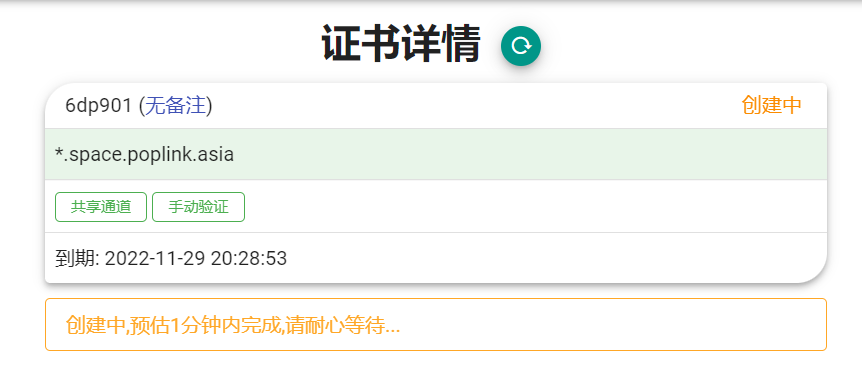 证书详情
6dp901 (无备注) 创建中
*.space.poplink.asia
共享通道 手动验证
到期: 2022-11-29 20:28:53
创建中,预估1分钟内完成,请耐心等待...